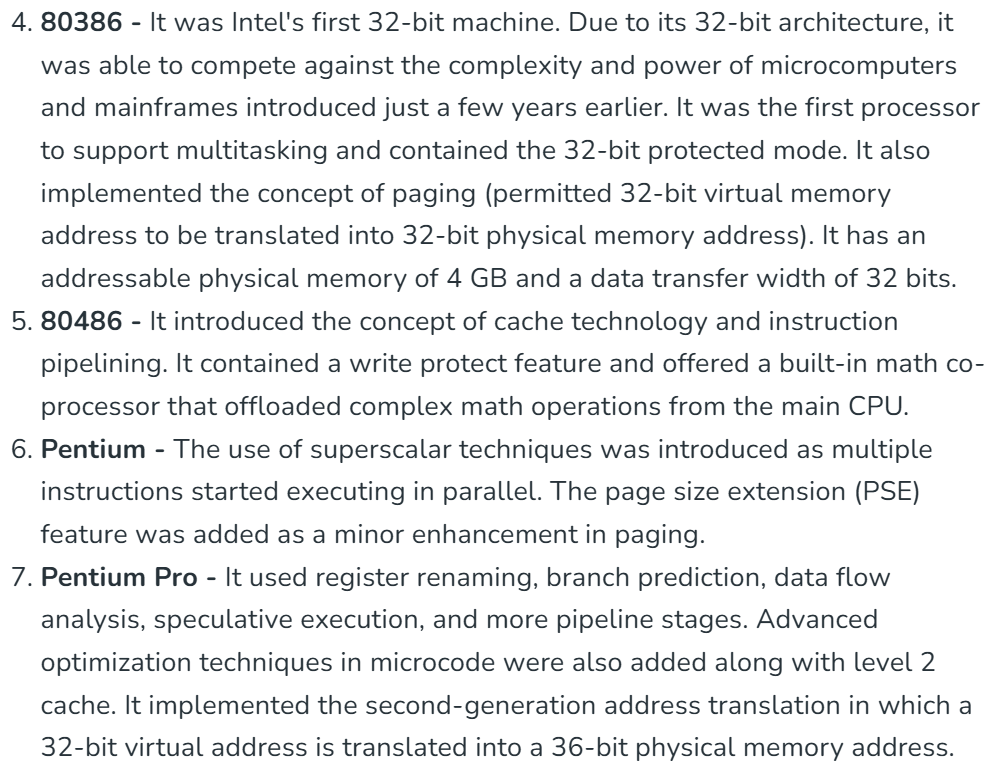 4. 80386 - It was Intel's first 32-bit machine. Due to its 32-bit architecture, it
was able to compete against the complexity and power of microcomputers
and mainframes introduced just a few years earlier. It was the first processor
to support multitasking and contained the 32-bit protected mode. It also
implemented the concept of paging (permitted 32-bit virtual memory
address to be translated into 32-bit physical memory address). It has an
addressable physical memory of 4 GB and a data transfer width of 32 bits.
5. 80486 - It introduced the concept of cache technology and instruction
pipelining. It contained a write protect feature and offered a built-in math co-
processor that offloaded complex math operations from the main CPU.
6. Pentium - The use of superscalar techniques was introduced as multiple
instructions started executing in parallel. The page size extension (PSE)
feature was added as a minor enhancement in paging.
7. Pentium Pro - It used register renaming, branch prediction, data flow
analysis, speculative execution, and more pipeline stages. Advanced
optimization techniques in microcode were also added along with level 2
cache. It implemented the second-generation address translation in which a
32-bit virtual address is translated into a 36-bit physical memory address.